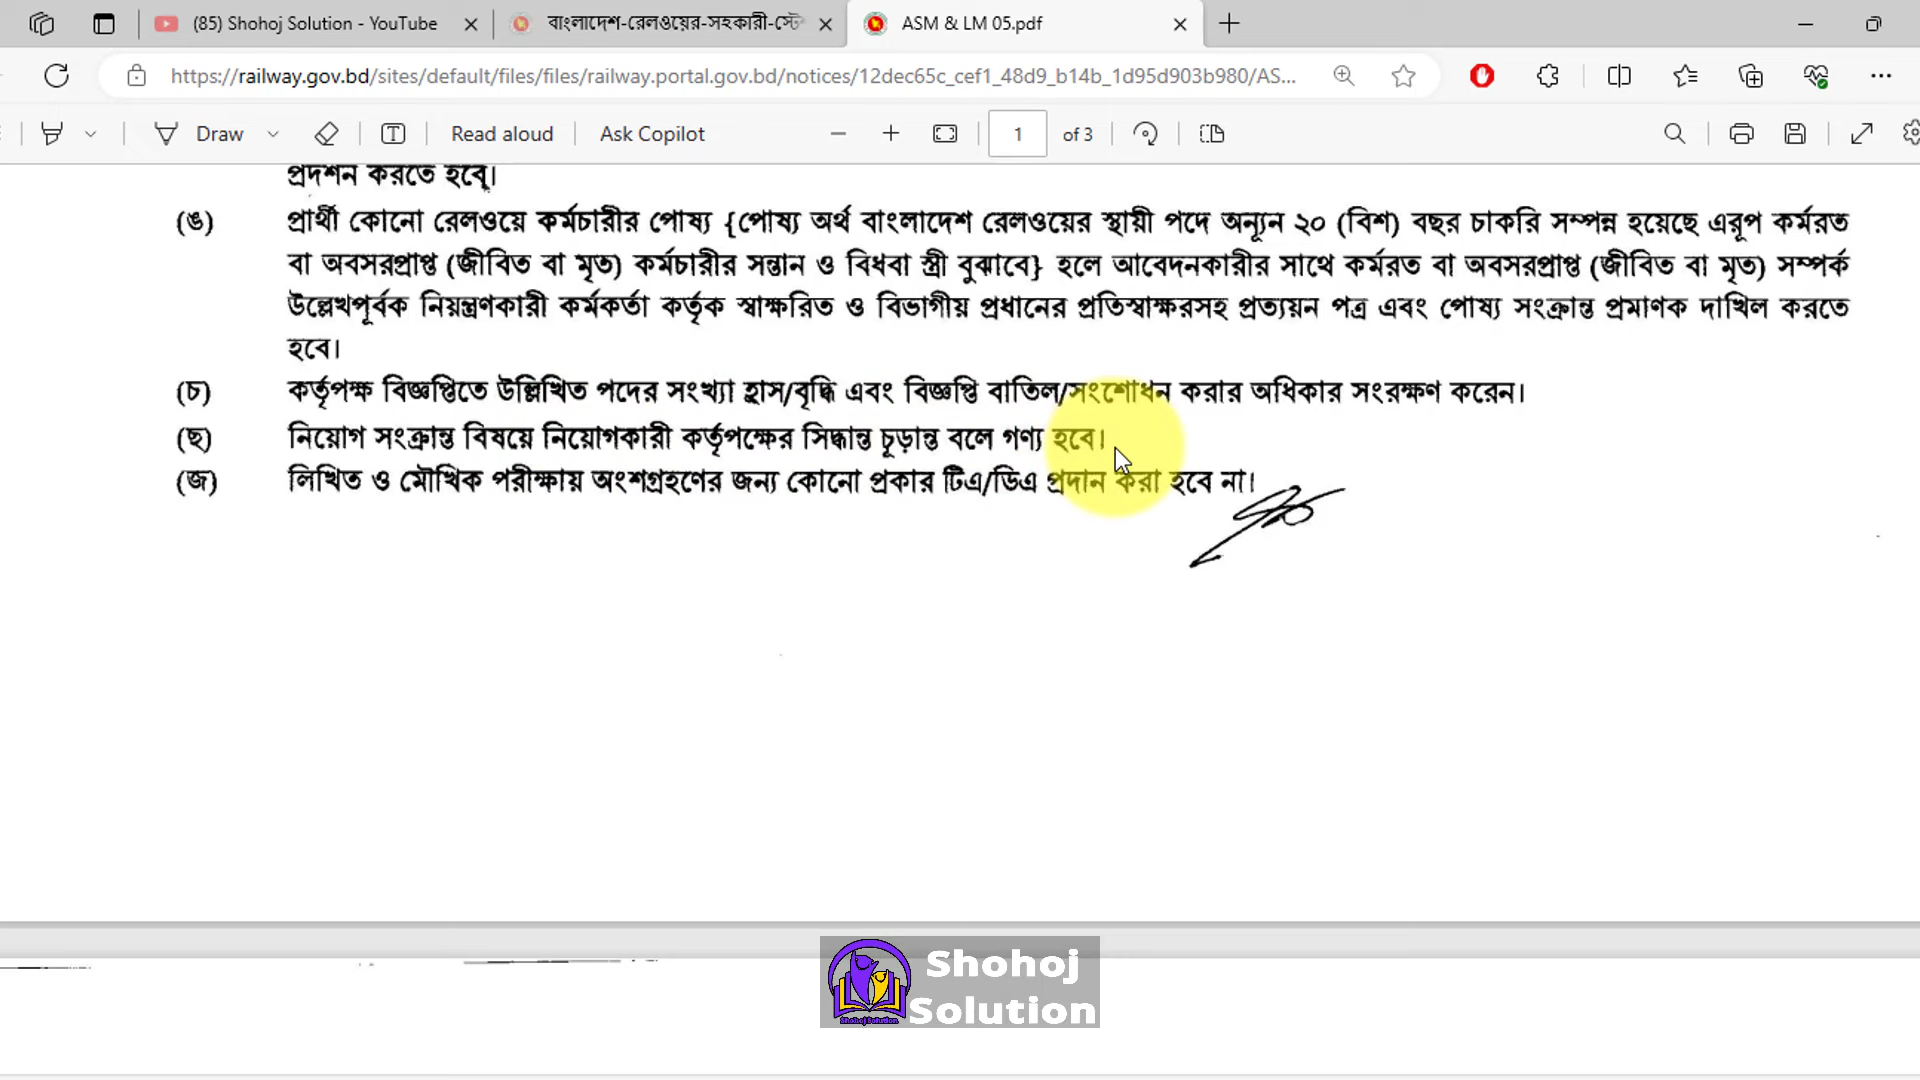 (85) Shohoj Solution - YouTube
বাংলাদেশ-রেলওয়ের-সহকারী-স্টে
ASM & LM 05.pdf
https://railway.gov.bd/sites/default/files/files/railway.portal.gov.bd/notices/12dec65c_cef1_48d9_b14b_1d95d903b980/AS...
Draw
Read aloud
Ask Copilot
1
of 3
প্রদর্শন করতে হবে।
(ঙ) প্রার্থী কোনো রেলওয়ে কর্মচারীর পোষ্য {পোষ্য অর্থ বাংলাদেশ রেলওয়ের স্থায়ী পদে অন্যূন ২০ (বিশ) বছর চাকরি সম্পন্ন হয়েছে এরূপ কর্মরত
বা অবসরপ্রাপ্ত (জীবিত বা মৃত) কর্মচারীর সন্তান ও বিধবা স্ত্রী বুঝাবে} হলে আবেদনকারীর সাথে কর্মরত বা অবসরপ্রাপ্ত (জীবিত বা মৃত) সম্পর্ক
উল্লেখপূর্বক নিয়ন্ত্রণকারী কর্মকর্তা কর্তৃক স্বাক্ষরিত ও বিভাগীয় প্রধানের প্রতিস্বাক্ষরসহ প্রত্যয়ন পত্র এবং পোষ্য সংক্রান্ত প্রমাণক দাখিল করতে
হবে।
(চ) কর্তৃপক্ষ বিজ্ঞপ্তিতে উল্লিখিত পদের সংখ্যা হ্রাস/বৃদ্ধি এবং বিজ্ঞপ্তি বাতিল/সংশোধন করার অধিকার সংরক্ষণ করেন।
(ছ) নিয়োগ সংক্রান্ত বিষয়ে নিয়োগকারী কর্তৃপক্ষের সিদ্ধান্ত চূড়ান্ত বলে গণ্য হবে।
(জ) লিখিত ও মৌখিক পরীক্ষায় অংশগ্রহণের জন্য কোনো প্রকার টিএ/ডিএ প্রদান করা হবে না।
Shohoj
Solution
Shohoj Solution